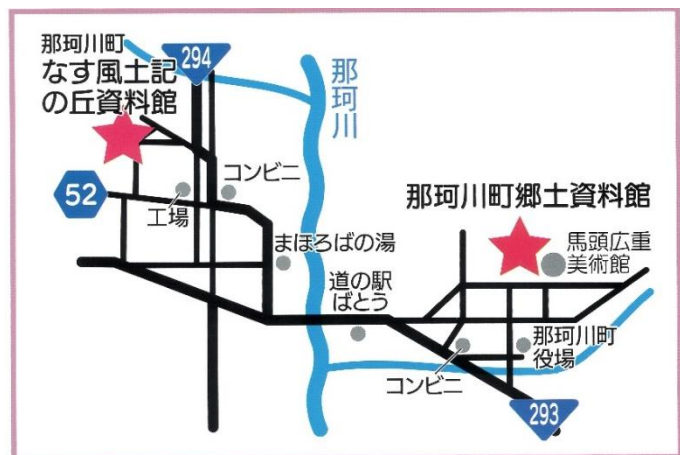 那珂川町
なす風土記
の丘資料館
294
那珂川
52
工場
コンビニ
まほろばの湯
道の駅
ばとう
那珂川町郷土資料館
馬頭広重
美術館
那珂川町
役場
コンビニ
293